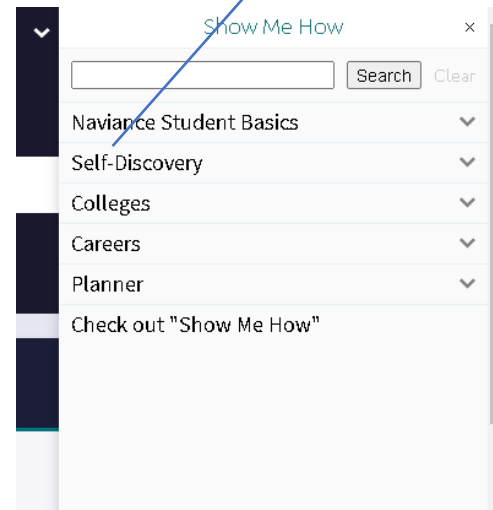 Show Me How ×
Search Clear
Naviance Student Basics
Self-Discovery
Colleges
Careers
Planner
Check out "Show Me How"